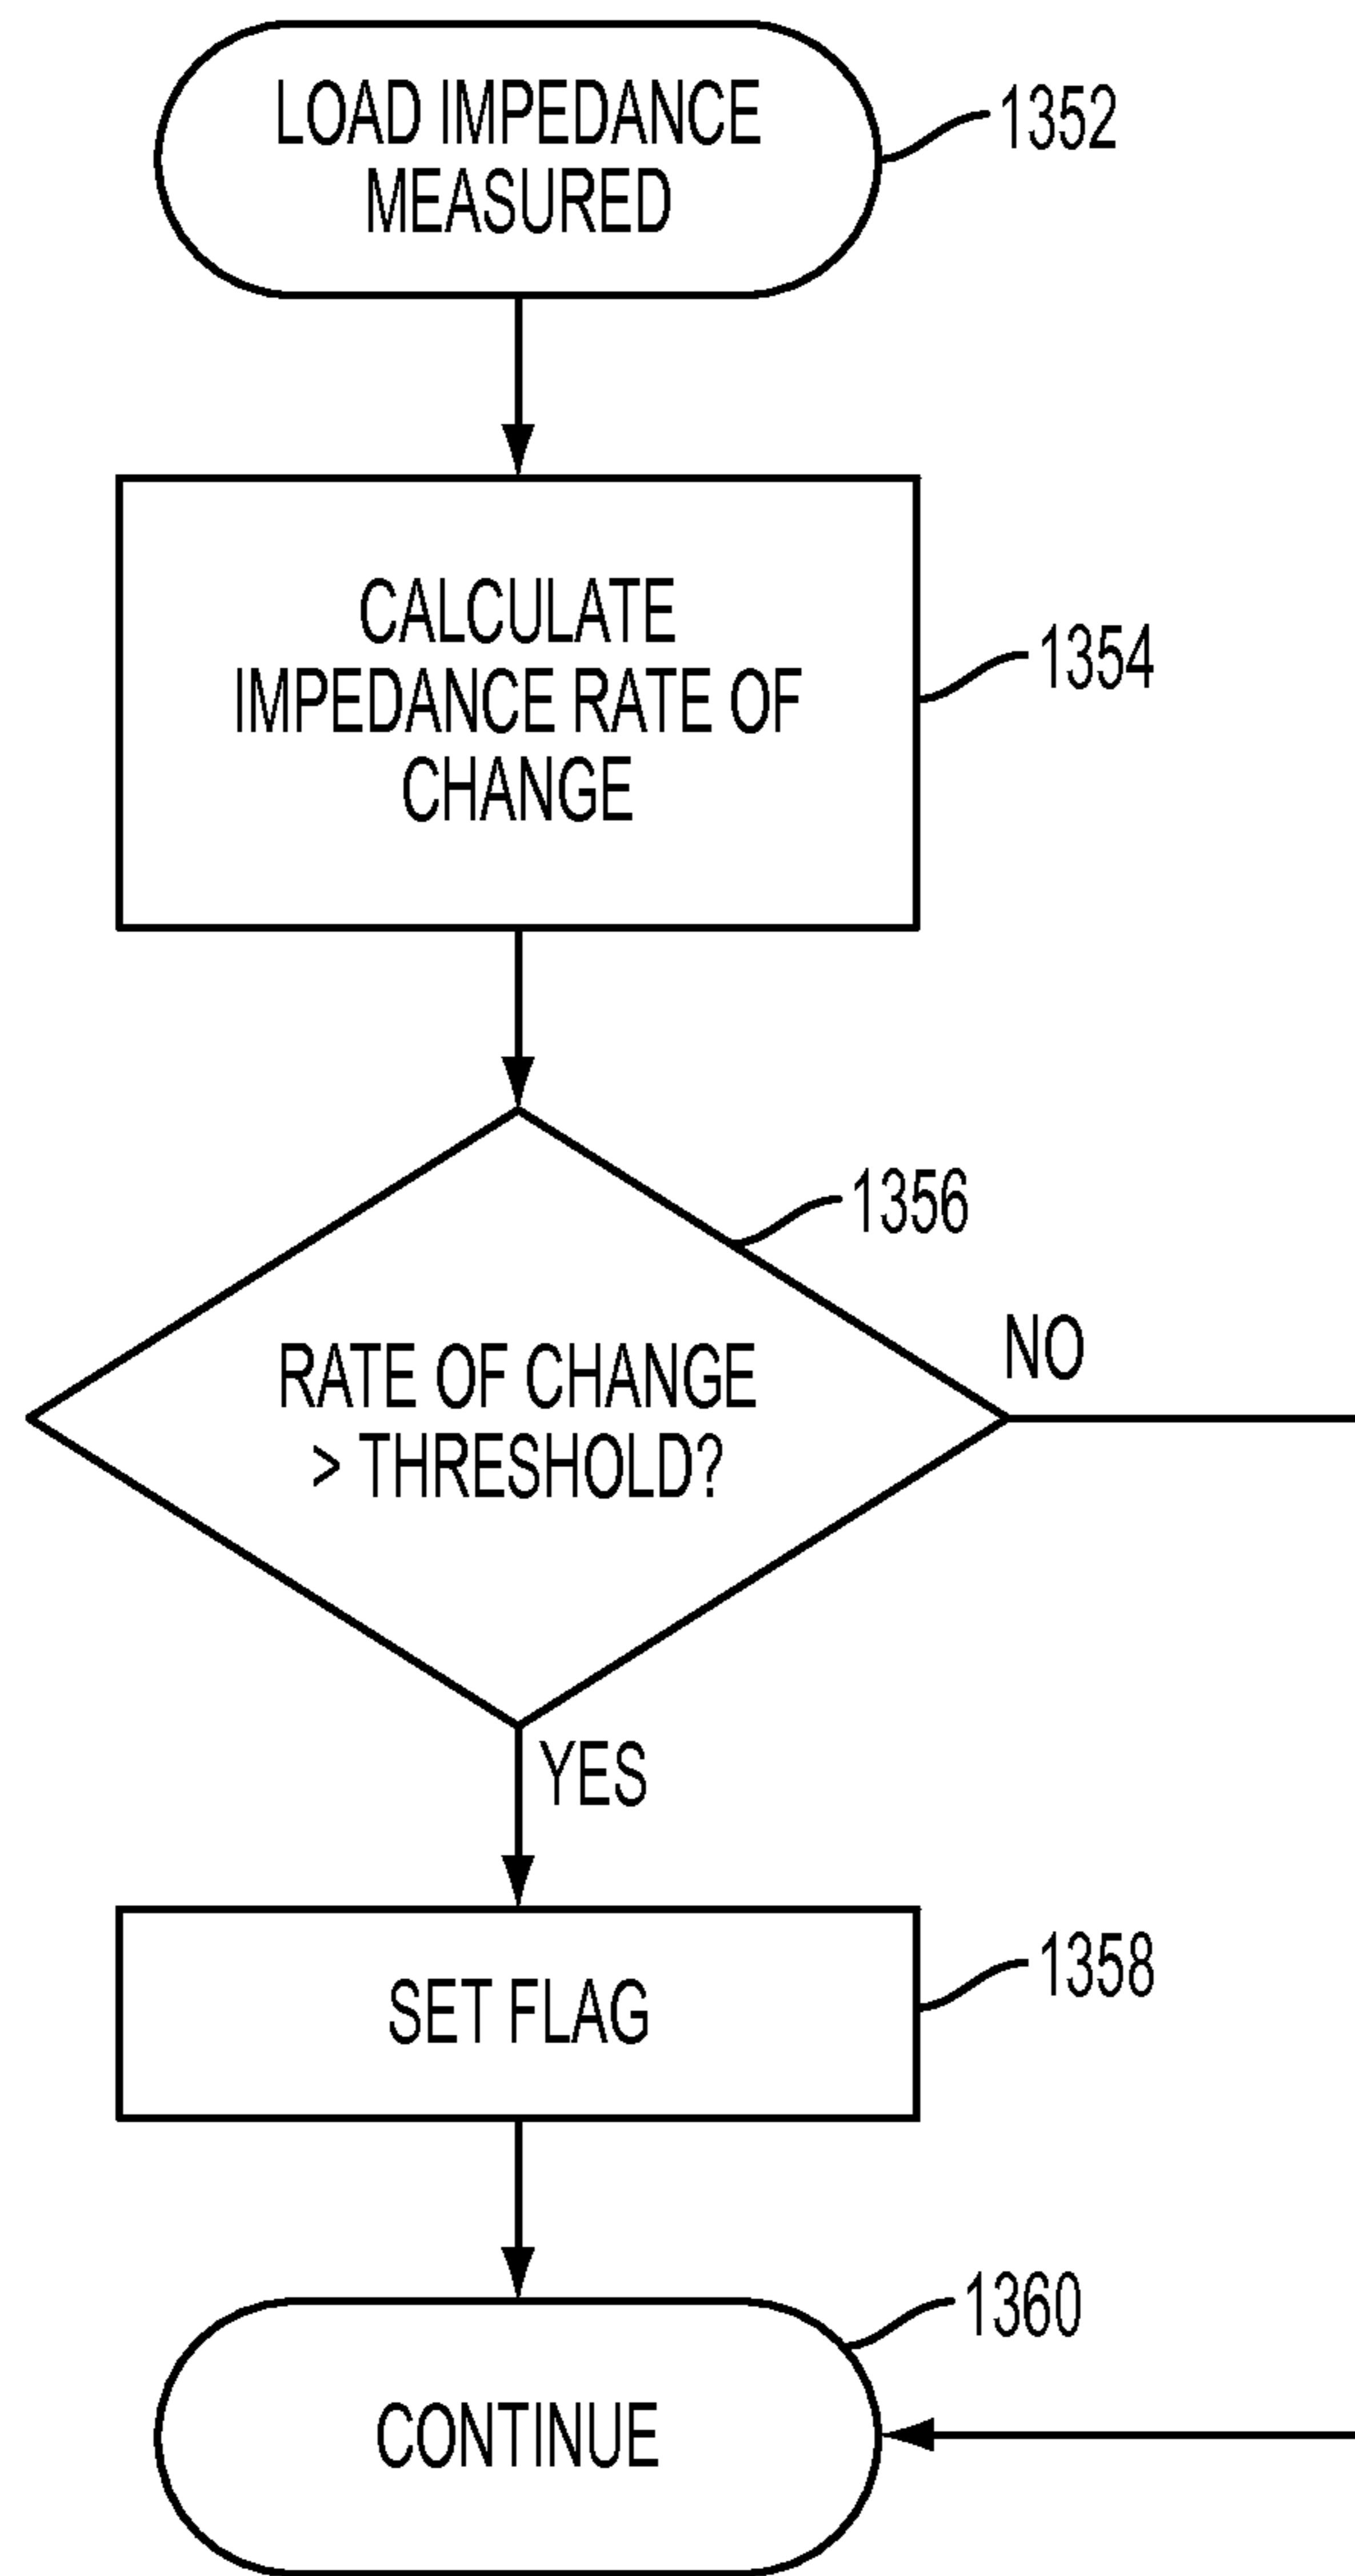 LOAD IMPEDANCE
MEASURED
1352
CALCULATE
IMPEDANCE RATE OF
CHANGE
1354
1356
RATE OF CHANGE
> THRESHOLD?
NO
YES
SET FLAG
1358
1360
CONTINUE